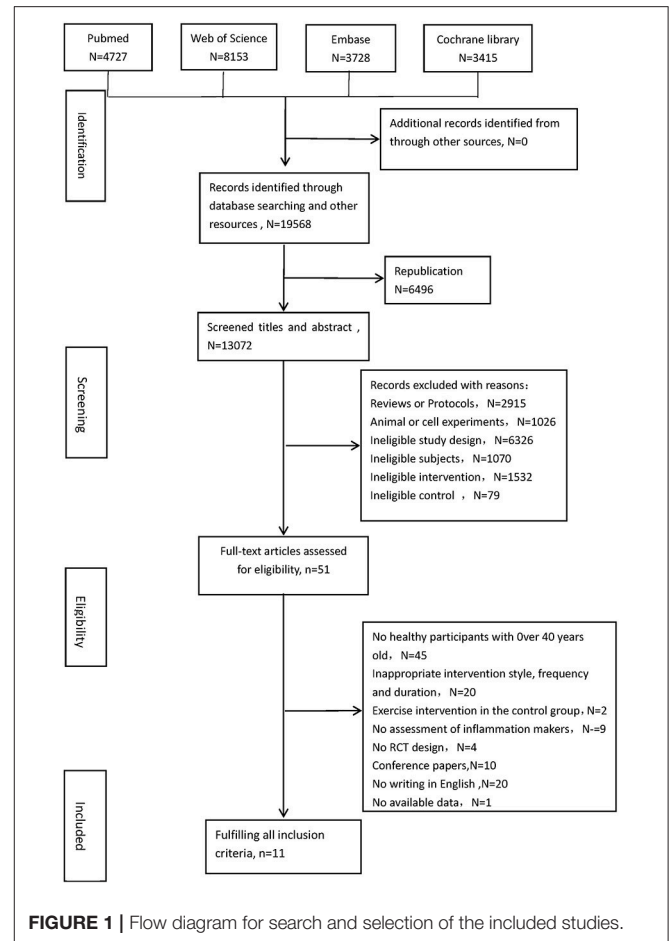 Pubmed
N=4727
Web of Science
N=8153
Embase
N=3728
Cochrane library
N=3415
Identification
Additional records identified from
through other sources, N=0
Records identified through
database searching and other
resources , N=19568
Republication
N=6496
Screened titles and abstract ,
N=13072
Screening
Records excluded with reasons：
Reviews or Protocols， N=2915
Animal or cell experiments，N=1026
Ineligible study design，N=6326
Ineligible subjects，N=1070
Ineligible intervention，N=1532
Ineligible control ，N=79
Full-text articles assessed
for eligibility, n=51
Eligibility
No healthy participants with 0ver 40 years
old， N=45
Inappropriate intervention style, frequency
and duration，N=20
Exercise intervention in the control group，N=2
No assessment of inflammation makers，N-=9
No RCT design，N=4
Conference papers,N=10
No writing in English ,N=20
No available data，N=1
Included
Fulfilling all inclusion
criteria, n=11
FIGURE 1 | Flow diagram for search and selection of the included studies.